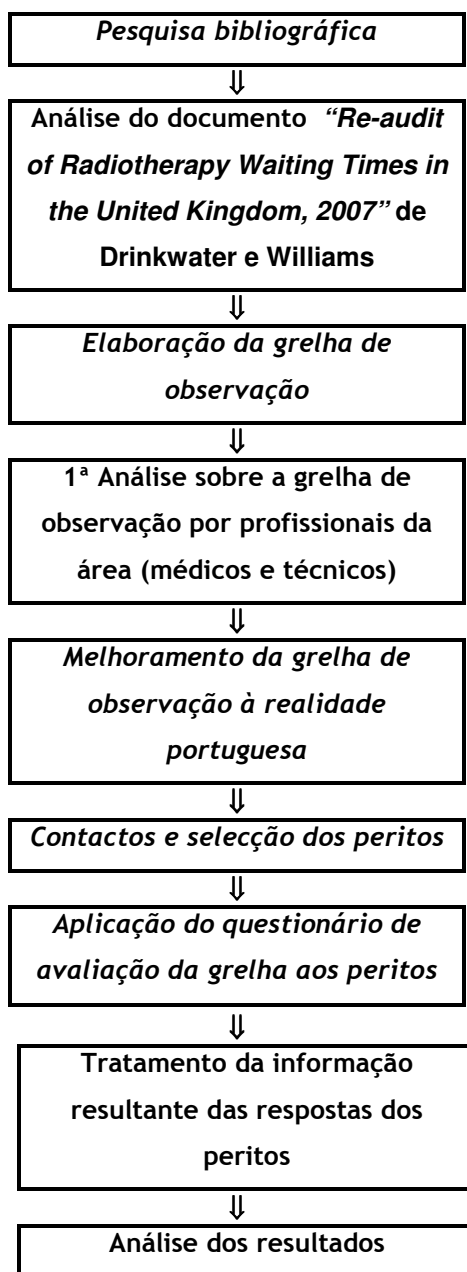 Pesquisa bibliográfica
⇓
Análise do documento “Re-audit
of Radiotherapy Waiting Times in
the United Kingdom, 2007” de
Drinkwater e Williams
⇓
Elaboração da grelha de
observação
⇓
1ª Análise sobre a grelha de
observação por profissionais da
área (médicos e técnicos)
⇓
Melhoramento da grelha de
observação à realidade
portuguesa
⇓
Contactos e selecção dos peritos
⇓
Aplicação do questionário de
avaliação da grelha aos peritos
⇓
Tratamento da informação
resultante das respostas dos
peritos
⇓
Análise dos resultados